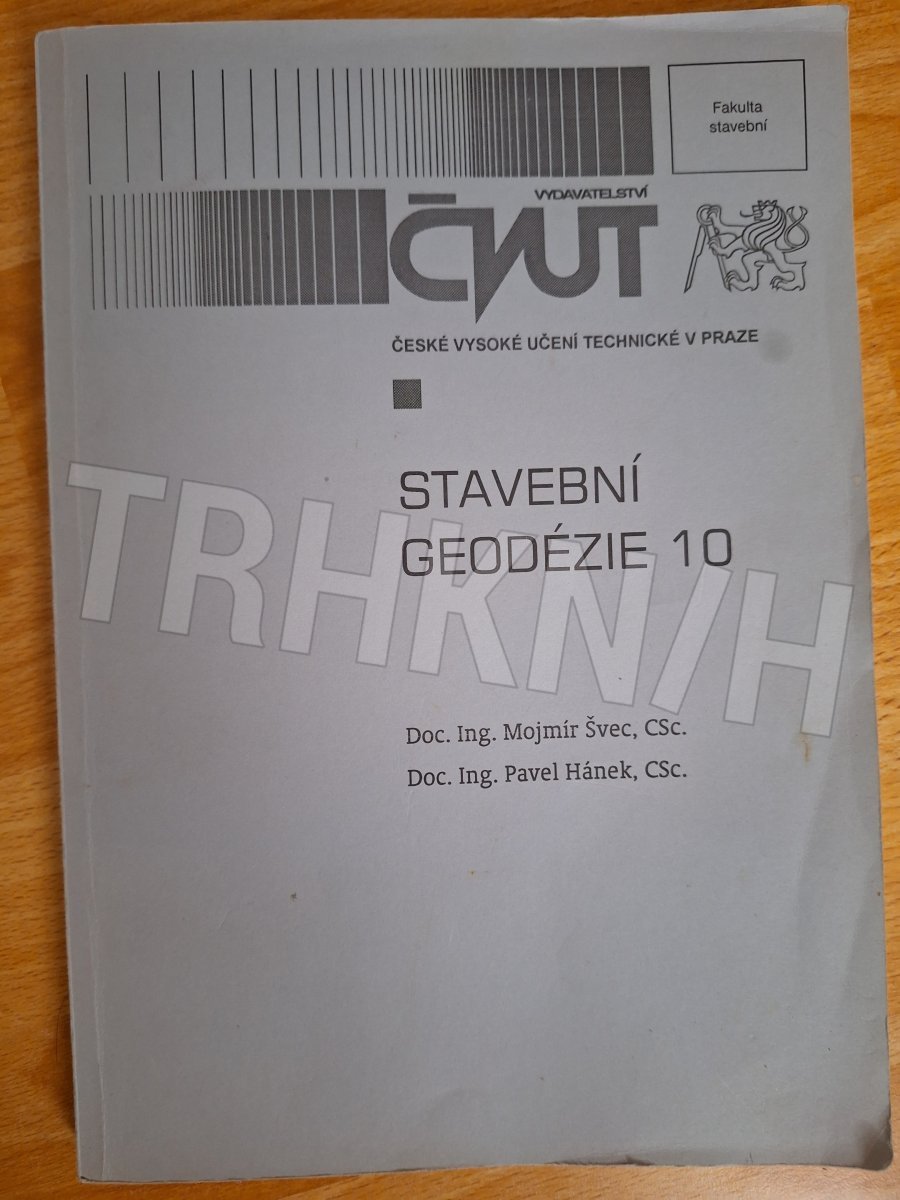 Fakulta
stavební
VYDAVATELSTVÍ
ČVUT
ČESKÉ VYSOKÉ UČENÍ TECHNICKÉ V PRAZE
STAVEBNÍ
GEODÉZIE 10
TRHKNIH
Doc. Ing. Mojmír Švec, CSc.
Doc. Ing. Pavel Hánek, CSc.